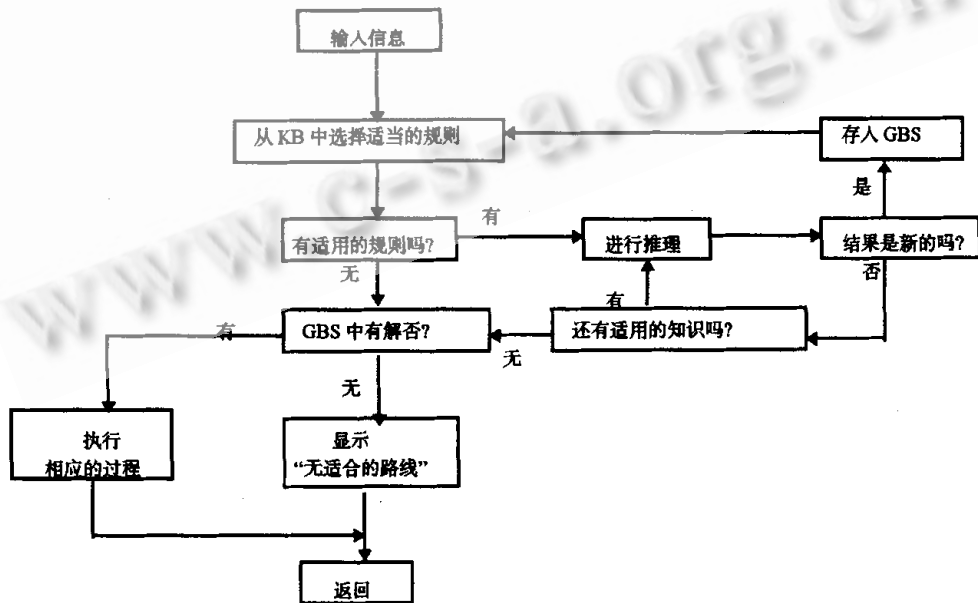 输入信息
从 KB 中选择适当的规则
存入 GBS
是
有适用的规则吗?
有
进行推理
结果是新的吗?
无
有
否
GBS 中有解否?
有
无
还有适用的知识吗?
无
执行
相应的过程
显示
“无适合的路线”
返回
www.c-s-a.org.cn